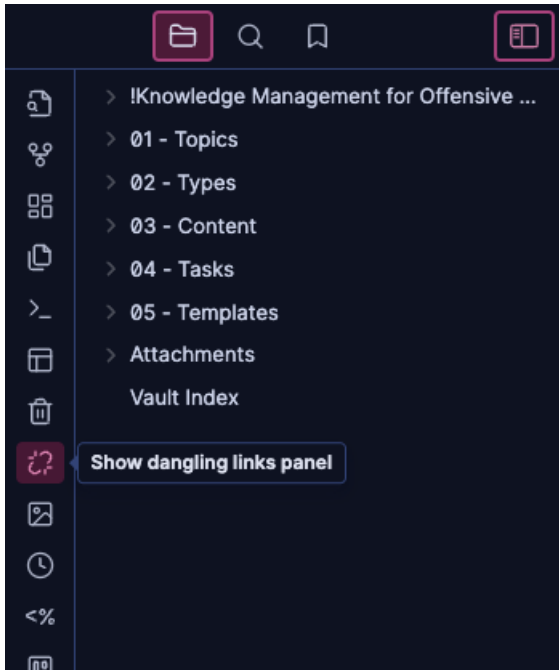 !Knowledge Management for Offensive ...
01 - Topics
02 - Types
03 - Content
04 - Tasks
05 - Templates
Attachments
Vault Index
Show dangling links panel
<%